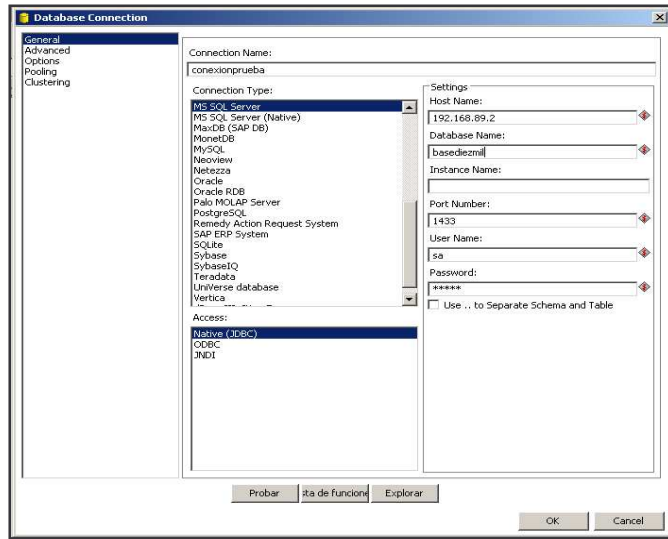 Database Connection
General
Advanced
Options
Pooling
Clustering
Connection Name:
conexionprueba
Connection Type:
MS SQL Server
MS SQL Server (Native)
MaxDB (SAP DB)
MonetDB
MySQL
Neoview
Netezza
Oracle
Oracle RDB
Palo MOLAP Server
PostgreSQL
Remedy Action Request System
SAP ERP System
SQLite
Sybase
SybaseIQ
Teradata
UniVerse database
Vertica
Access:
Native (JDBC)
ODBC
JNDI
Settings
Host Name:
192.168.89.2
Database Name:
basediezmil
Instance Name:
Port Number:
1433
User Name:
sa
Password:
*****
Use .. to Separate Schema and Table
Probar
sta de funcione
Explorar
OK
Cancel